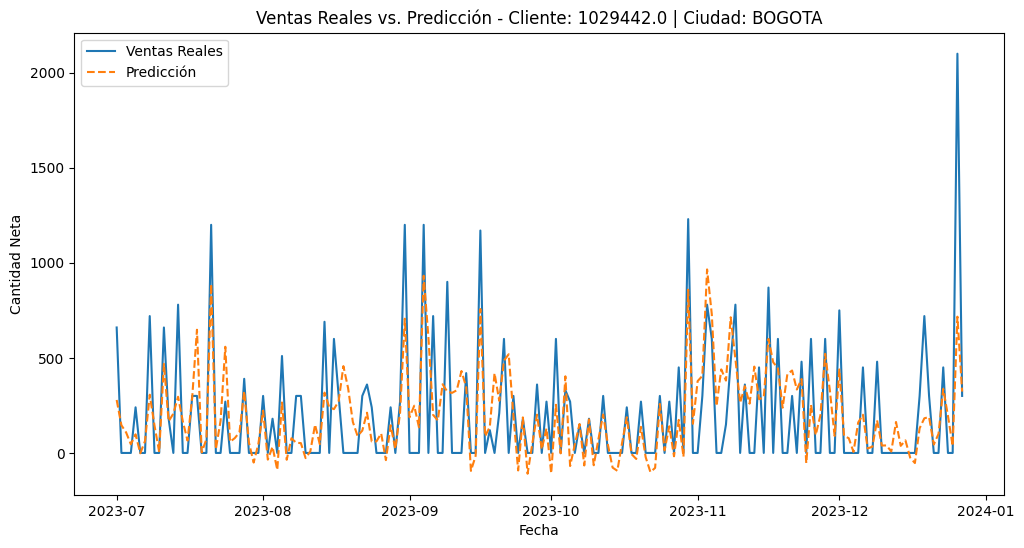 Ventas Reales vs. Predicción - Cliente: 1029442.0 | Ciudad: BOGOTA
Ventas Reales
Predicción
2000
1500
1000
500
0
Cantidad Neta
2023-07 2023-08 2023-09 2023-10 2023-11 2023-12 2024-01
Fecha